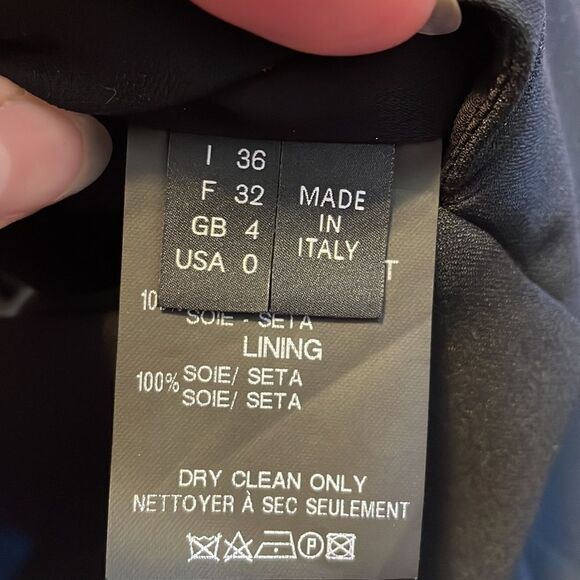 I 36
F 32
GB 4
USA 0
MADE
IN
ITALY
T
SOIE - SETA
LINING
100% SOIE/ SETA
SOIE/ SETA
DRY CLEAN ONLY
NETTOYER À SEC SEULEMENT
P